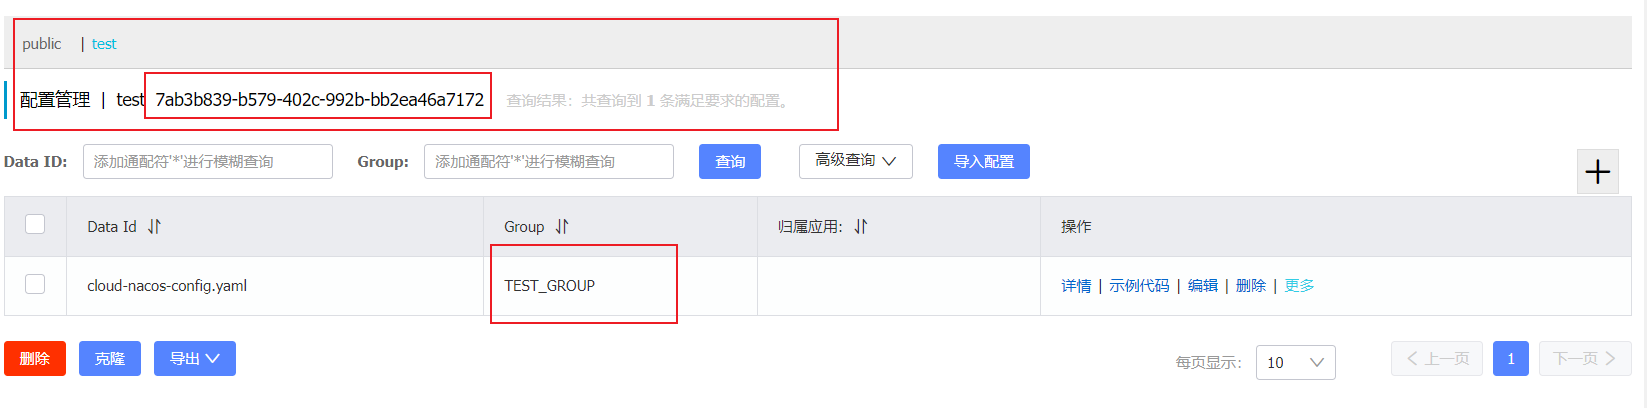 public | test
配置管理 | test 7ab3b839-b579-402c-992b-bb2ea46a7172 查询结果：共查询到 1 条满足要求的配置。
Data ID: 添加通配符'*'进行模糊查询 Group: 添加通配符'*'进行模糊查询 查询 高级查询 导入配置
Data Id Group 归属应用: 操作
cloud-nacos-config.yaml TEST_GROUP 详情 | 示例代码 | 编辑 | 删除 | 更多
删除 克隆 导出 每页显示: 10 上一页 1 下一页